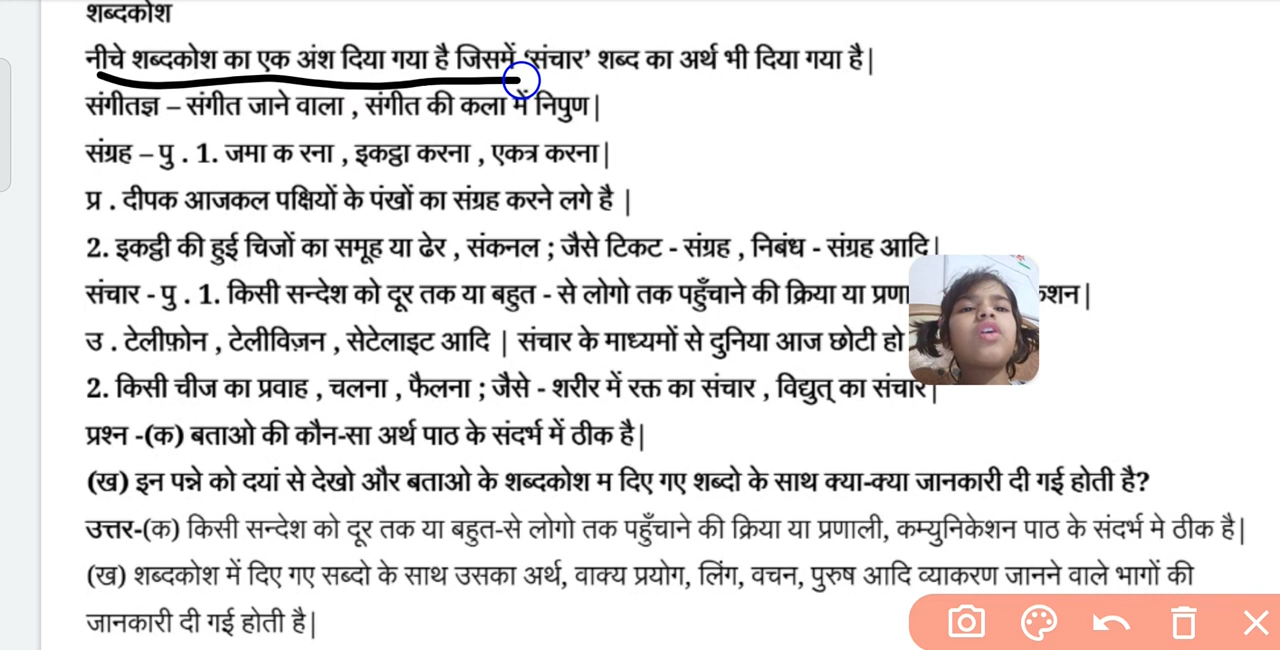 शब्दकोश
नीचे शब्दकोश का एक अंश दिया गया है जिसमें ‘संचार’ शब्द का अर्थ भी दिया गया है|
संगीतज्ञ – संगीत जाने वाला , संगीत की कला में निपुण|
संग्रह – पु . 1. जमा क रना , इकट्ठा करना , एकत्र करना|
प्र . दीपक आजकल पक्षियों के पंखों का संग्रह करने लगे है |
2. इकट्ठी की हुई चिजों का समूह या ढेर , संकनल ; जैसे टिकट - संग्रह , निबंध - संग्रह आदि|
संचार - पु . 1. किसी सन्देश को दूर तक या बहुत - से लोगो तक पहुँचाने की क्रिया या
उ . टेलीफ़ोन , टेलीविज़न , सेटेलाइट आदि | संचार के माध्यमों से दुनिया आज छोटी हो
2. किसी चीज का प्रवाह , चलना , फैलना ; जैसे - शरीर में रक्त का संचार , विद्युत् का संचार|
प्रश्न -(क) बताओ की कौन-सा अर्थ पाठ के संदर्भ में ठीक है|
(ख) इन पन्ने को दयां से देखो और बताओ के शब्दकोश म दिए गए शब्दो के साथ क्या-क्या जानकारी दी गई होती है?
उत्तर-(क) किसी सन्देश को दूर तक या बहुत-से लोगो तक पहुँचाने की क्रिया या प्रणाली, कम्युनिकेशन पाठ के संदर्भ मे ठीक है|
(ख) शब्दकोश में दिए गए सब्दो के साथ उसका अर्थ, वाक्य प्रयोग, लिंग, वचन, पुरुष आदि व्याकरण जानने वाले भागों की
जानकारी दी गई होती है|